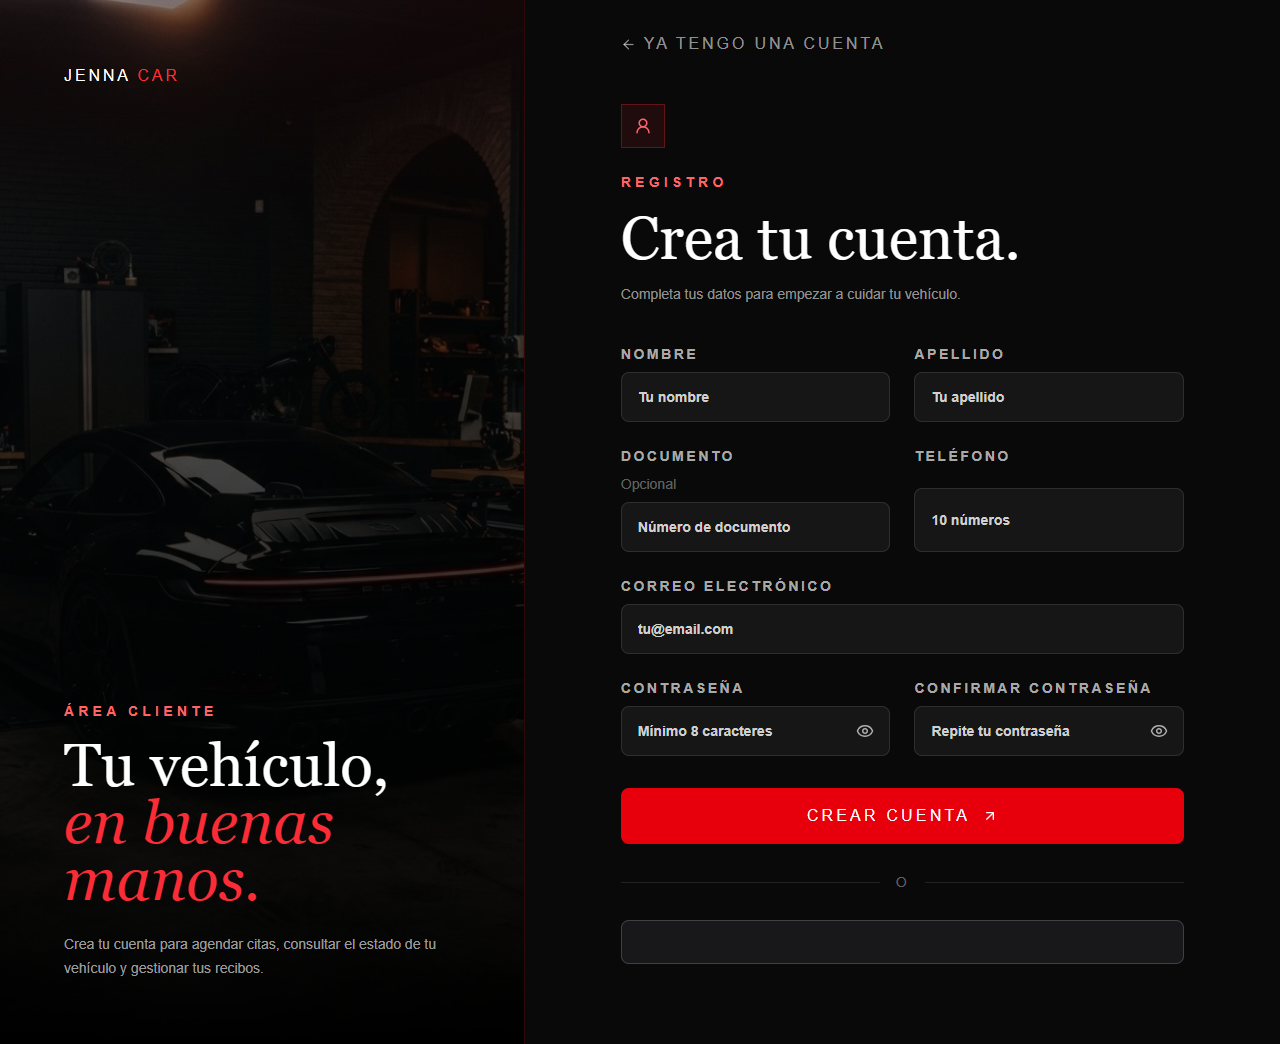 JENNA CAR
ÁREA CLIENTE
Tu vehículo,
en buenas
manos.
Crea tu cuenta para agendar citas, consultar el estado de tu
vehículo y gestionar tus recibos.
← YA TENGO UNA CUENTA
REGISTRO
Crea tu cuenta.
Completa tus datos para empezar a cuidar tu vehículo.
NOMBRE
Tu nombre
APELLIDO
Tu apellido
DOCUMENTO
Opcional
Número de documento
TELÉFONO
10 números
CORREO ELECTRÓNICO
tu@email.com
CONTRASEÑA
Mínimo 8 caracteres
CONFIRMAR CONTRASEÑA
Repite tu contraseña
CREAR CUENTA
O